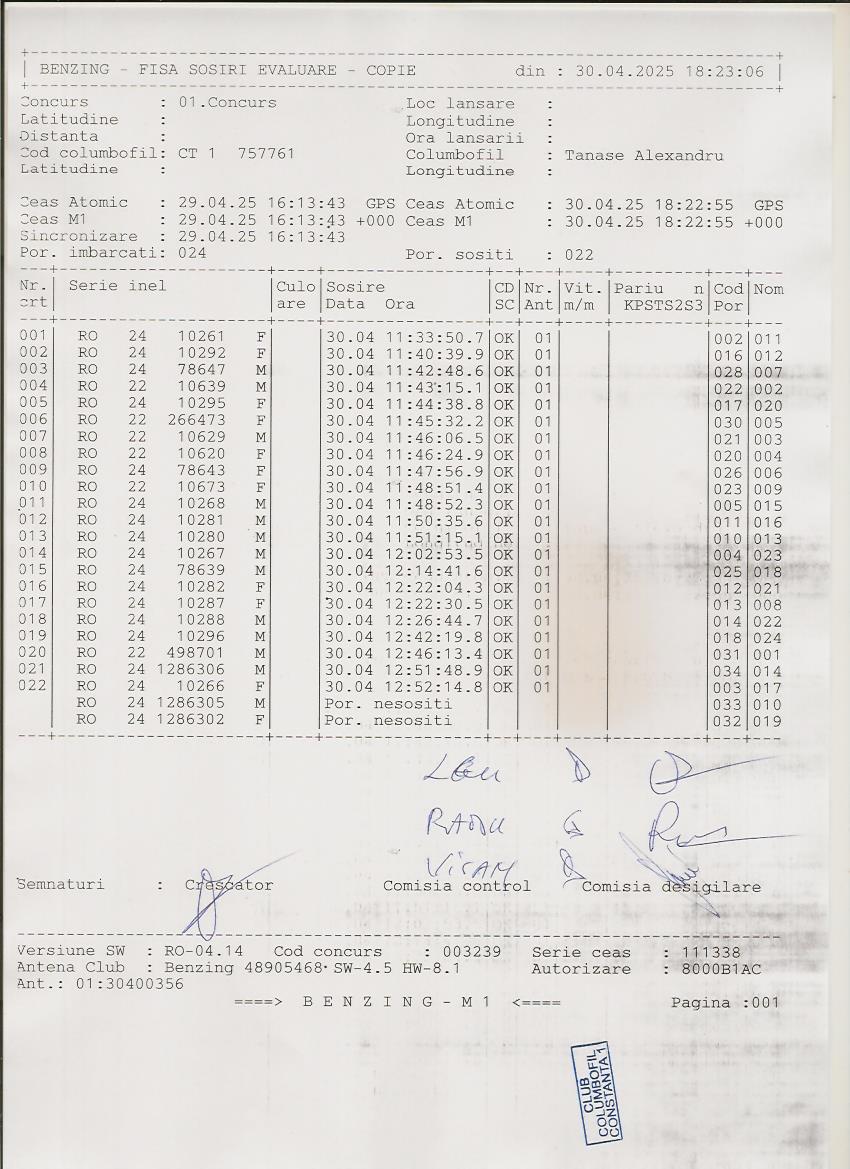 BENZING - FISA SOSIRI EVALUARE - COPIE din : 30.04.2025 18:23:06
Concurs : 01.Concurs Loc lansare :
Latitudine : Longitudine :
Distanta : Ora lansarii :
Cod columbofil: CT 1 757761 Columbofil : Tanase Alexandru
Latitudine : Longitudine :
Ceas Atomic : 29.04.25 16:13:43 GPS Ceas Atomic : 30.04.25 18:22:55 GPS
Ceas M1 : 29.04.25 16:13:43 +000 Ceas M1 : 30.04.25 18:22:55 +000
Sincronizare : 29.04.25 16:13:43
Por. imbarcati: 024 Por. sositi : 022
Nr. Serie inel Culo Sosire CD Nr. Vit. Pariu n Cod Nom
crt are Data Ora SC Ant m/m KPSTS2S3 Por
001 RO 24 10261 F 30.04 11:33:50.7 OK 01 002 011
002 RO 24 10292 F 30.04 11:40:39.9 OK 01 016 012
003 RO 24 78647 M 30.04 11:42:48.6 OK 01 028 007
004 RO 22 10639 M 30.04 11:43:15.1 OK 01 022 002
005 RO 24 10295 F 30.04 11:44:38.8 OK 01 017 020
006 RO 22 266473 F 30.04 11:45:32.2 OK 01 030 005
007 RO 22 10629 M 30.04 11:46:06.5 OK 01 021 003
008 RO 22 10620 F 30.04 11:46:24.9 OK 01 020 004
009 RO 24 78643 F 30.04 11:47:56.9 OK 01 026 006
010 RO 22 10673 F 30.04 11:48:51.4 OK 01 023 009
011 RO 24 10268 M 30.04 11:48:52.3 OK 01 005 015
012 RO 24 10281 M 30.04 11:50:35.6 OK 01 011 016
013 RO 24 10280 M 30.04 11:51:15.1 OK 01 010 013
014 RO 24 10267 M 30.04 12:02:53.5 OK 01 004 023
015 RO 24 78639 M 30.04 12:14:41.6 OK 01 025 018
016 RO 24 10282 F 30.04 12:22:04.3 OK 01 012 021
017 RO 24 10287 F 30.04 12:22:30.5 OK 01 013 008
018 RO 24 10288 M 30.04 12:26:44.7 OK 01 014 022
019 RO 24 10296 M 30.04 12:42:19.8 OK 01 018 024
020 RO 22 498701 M 30.04 12:46:13.4 OK 01 031 001
021 RO 24 1286306 M 30.04 12:51:48.9 OK 01 034 014
022 RO 24 10266 F 30.04 12:52:14.8 OK 01 003 017
RO 24 1286305 M Por. nesositi 033 010
RO 24 1286302 F Por. nesositi 032 019
RADU G
VISAN
Semnaturi : Crescator Comisia control Comisia desigilare
Versiune SW : RO-04.14 Cod concurs : 003239 Serie ceas : 111338
Antena Club : Benzing 48905468 SW-4.5 HW-8.1 Autorizare : 8000B1AC
Ant.: 01:30400356
====> B E N Z I N G - M 1 <==== Pagina :001
CLUB
COLUMBOFIL
CONSTANTA 1